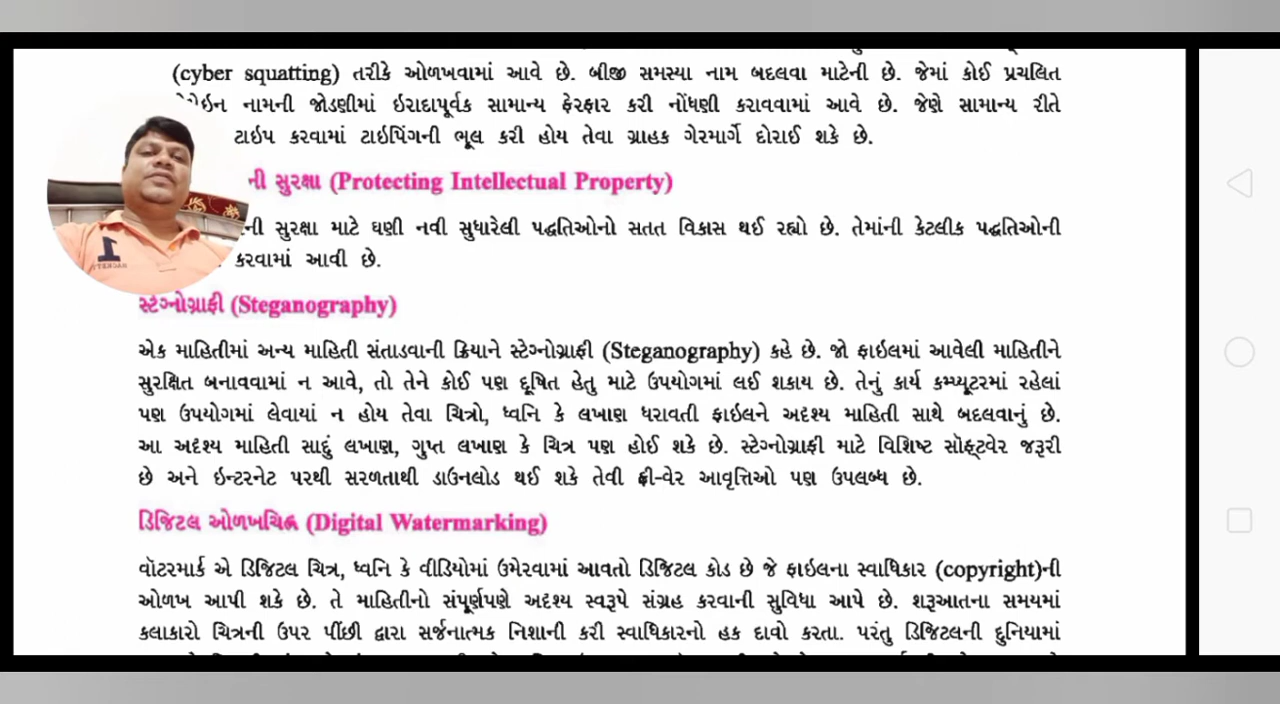 (cyber squatting) તરીકે ઓળખવામાં આવે છે. બીજી સમસ્યા નામ બદલવા માટેની છે. જેમાં કોઈ પ્રચલિત
નામની જોડણીમાં ઇરાદાપૂર્વક સામાન્ય ફેરફાર કરી નોંધણી કરાવવામાં આવે છે. જેણે સામાન્ય રીતે
ટાઇપ કરવામાં ટાઇપિંગની ભૂલ કરી હોય તેવા ગ્રાહક ગેરમાર્ગે દોરાઈ શકે છે.
ની સુરક્ષા (Protecting Intellectual Property)
ની સુરક્ષા માટે ઘણી નવી સુધારેલી પદ્ધતિઓનો સતત વિકાસ થઈ રહ્યો છે. તેમાંની કેટલીક પદ્ધતિઓની
કરવામાં આવી છે.
સ્ટેગ્નોગ્રાફી (Steganography)
એક માહિતીમાં અન્ય માહિતી સંતાડવાની ક્રિયાને સ્ટેગ્નોગ્રાફી (Steganography) કહે છે. જો ફાઇલમાં આવેલી માહિતીને
સુરક્ષિત બનાવવામાં ન આવે, તો તેને કોઈ પણ દૂષિત હેતુ માટે ઉપયોગમાં લઈ શકાય છે. તેનું કાર્ય કમ્પ્યૂટરમાં રહેલાં
પણ ઉપયોગમાં લેવાયાં ન હોય તેવા ચિત્રો, ધ્વનિ કે લખાણ ધરાવતી ફાઇલને અદૃશ્ય માહિતી સાથે બદલવાનું છે.
આ અદૃશ્ય માહિતી સાદું લખાણ, ગુપ્ત લખાણ કે ચિત્ર પણ હોઈ શકે છે. સ્ટેગ્નોગ્રાફી માટે વિશિષ્ટ સૉફ્ટવેર જરૂરી
છે અને ઇન્ટરનેટ પરથી સરળતાથી ડાઉનલોડ થઈ શકે તેવી ફ્રી-વેર આવૃત્તિઓ પણ ઉપલબ્ધ છે.
ડિજિટલ ઓળખચિહ્ન (Digital Watermarking)
વૉટરમાર્ક એ ડિજિટલ ચિત્ર, ધ્વનિ કે વીડિયોમાં ઉમેરવામાં આવતો ડિજિટલ કોડ છે જે ફાઇલના સ્વાધિકાર (copyright)ની
ઓળખ આપી શકે છે. તે માહિતીનો સંપૂર્ણપણે અદૃશ્ય સ્વરૂપે સંગ્રહ કરવાની સુવિધા આપે છે. શરૂઆતના સમયમાં
કલાકારો ચિત્રની ઉપર પીંછી દ્વારા સર્જનાત્મક નિશાની કરી સ્વાધિકારનો હક દાવો કરતા. પરંતુ ડિજિટલની દુનિયામાં
1